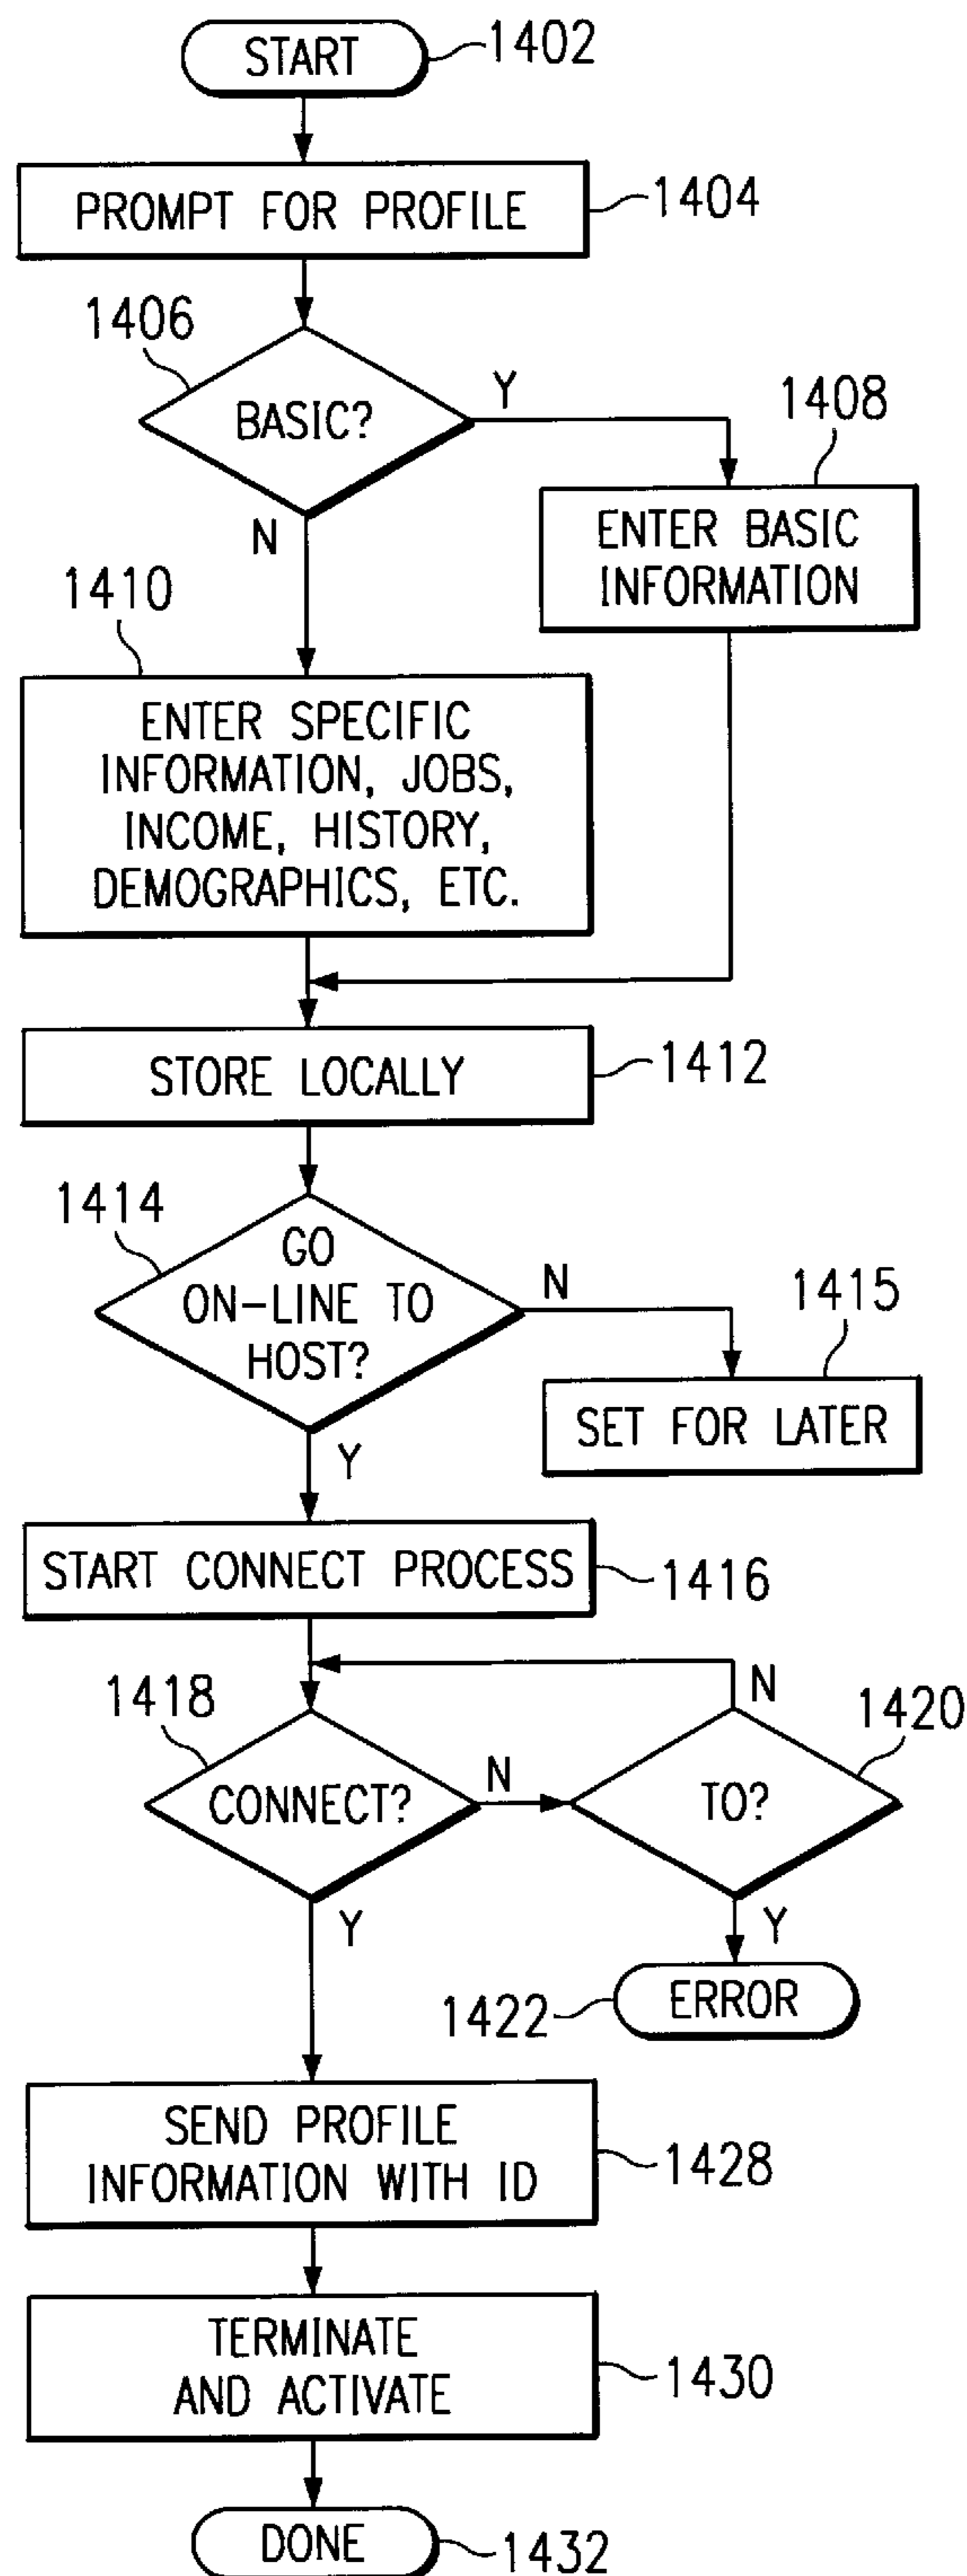 START
1402
PROMPT FOR PROFILE
1404
1406
BASIC?
Y
N
1408
ENTER BASIC
INFORMATION
1410
ENTER SPECIFIC
INFORMATION, JOBS,
INCOME, HISTORY,
DEMOGRAPHICS, ETC.
STORE LOCALLY
1412
1414
GO
ON-LINE TO
HOST?
N
Y
1415
SET FOR LATER
START CONNECT PROCESS
1416
1418
CONNECT?
N
Y
N
1420
TO?
Y
1422
ERROR
SEND PROFILE
INFORMATION WITH ID
1428
TERMINATE
AND ACTIVATE
1430
DONE
1432